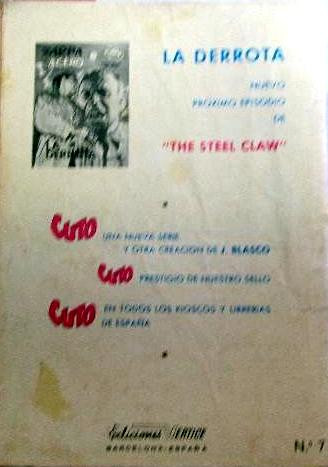 ZARPA
ACERO
LA DERROTA
NUEVO
PROXIMO EPISODIO
DE
"THE STEEL CLAW"
CUTO
UNA NUEVA SERIE
Y OTRA CREACION DE J. BLASCO
CUTO PRESTIGIO DE NUESTRO SELLO
CUTO EN TODOS LOS KIOSCOS Y LIBRERIAS
DE ESPAÑA
Ediciones VERTICE
BARCELONA-ESPAÑA
N.º 7